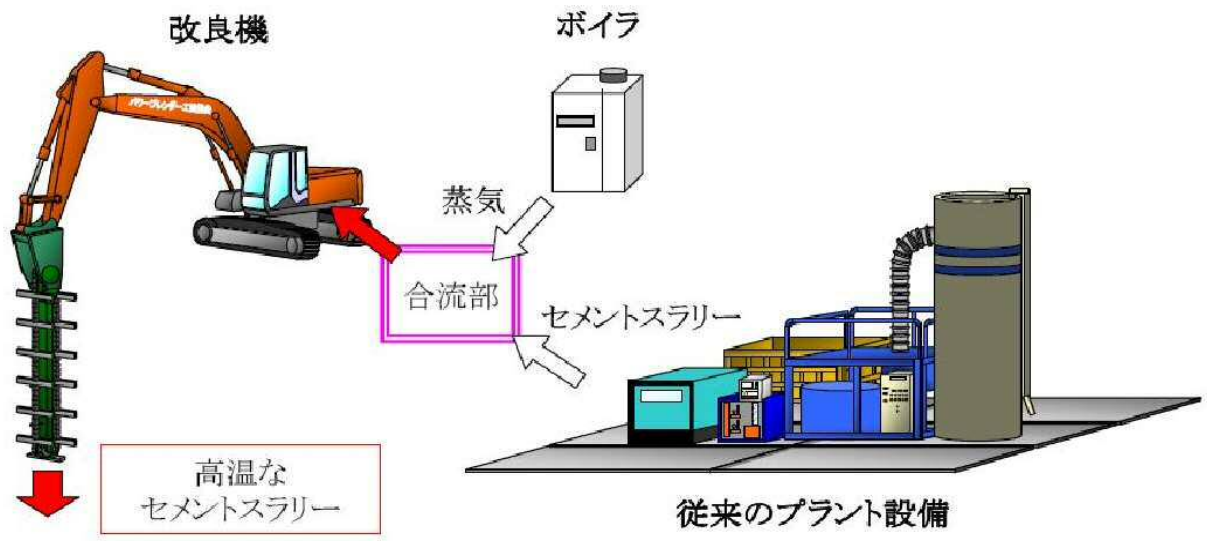 改良機
ボイラ
蒸気
合流部
セメントスラリー
高温な
セメントスラリー
従来のプラント設備